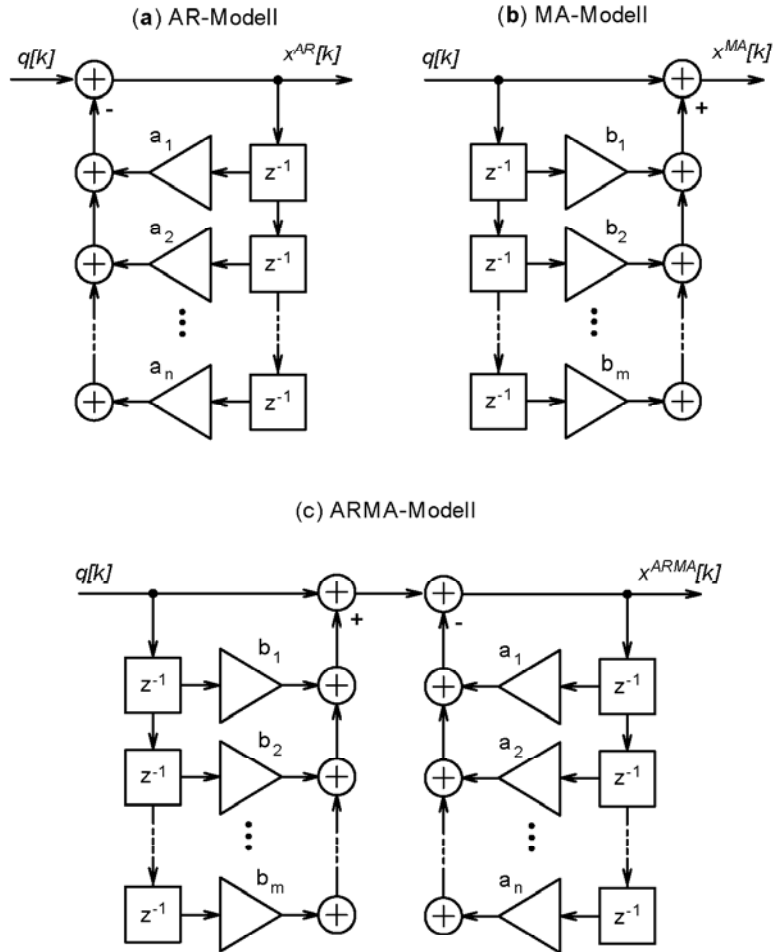 (a) AR-Modell
(b) MA-Modell
q[k]
x^AR[k]
q[k]
x^MA[k]
-
+
a_1
z^-1
z^-1
b_1
a_2
z^-1
z^-1
b_2
a_n
z^-1
z^-1
b_m
(c) ARMA-Modell
q[k]
x^ARMA[k]
+
-
z^-1
b_1
a_1
z^-1
z^-1
b_2
a_2
z^-1
z^-1
b_m
a_n
z^-1